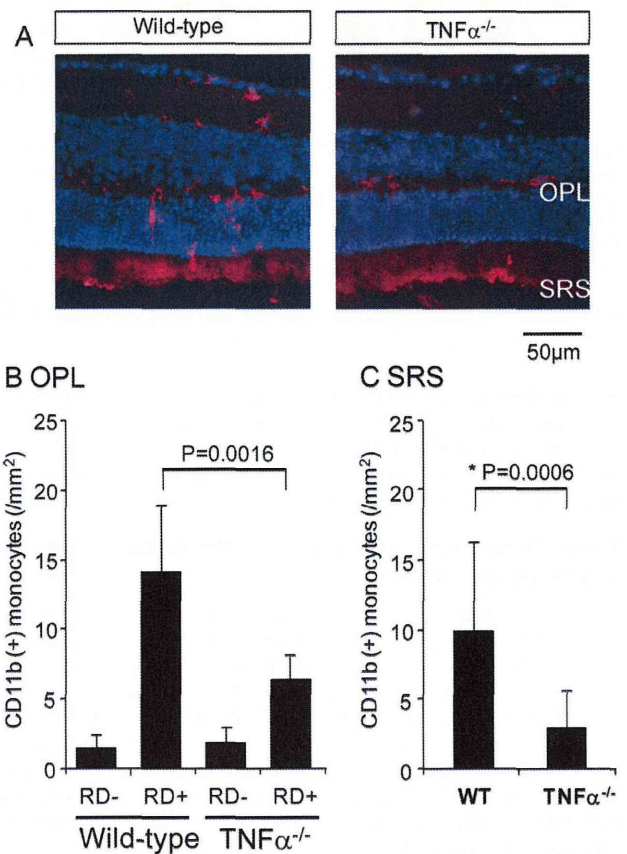 A
Wild-type
TNFα-/-
OPL
SRS
50µm
B OPL
CD11b (+) monocytes (/mm²)
25
20
15
10
5
0
P=0.0016
RD- RD+ RD- RD+
Wild-type TNFα-/-
C SRS
CD11b (+) monocytes (/mm²)
25
20
15
10
5
0
* P=0.0006
WT TNFα-/-